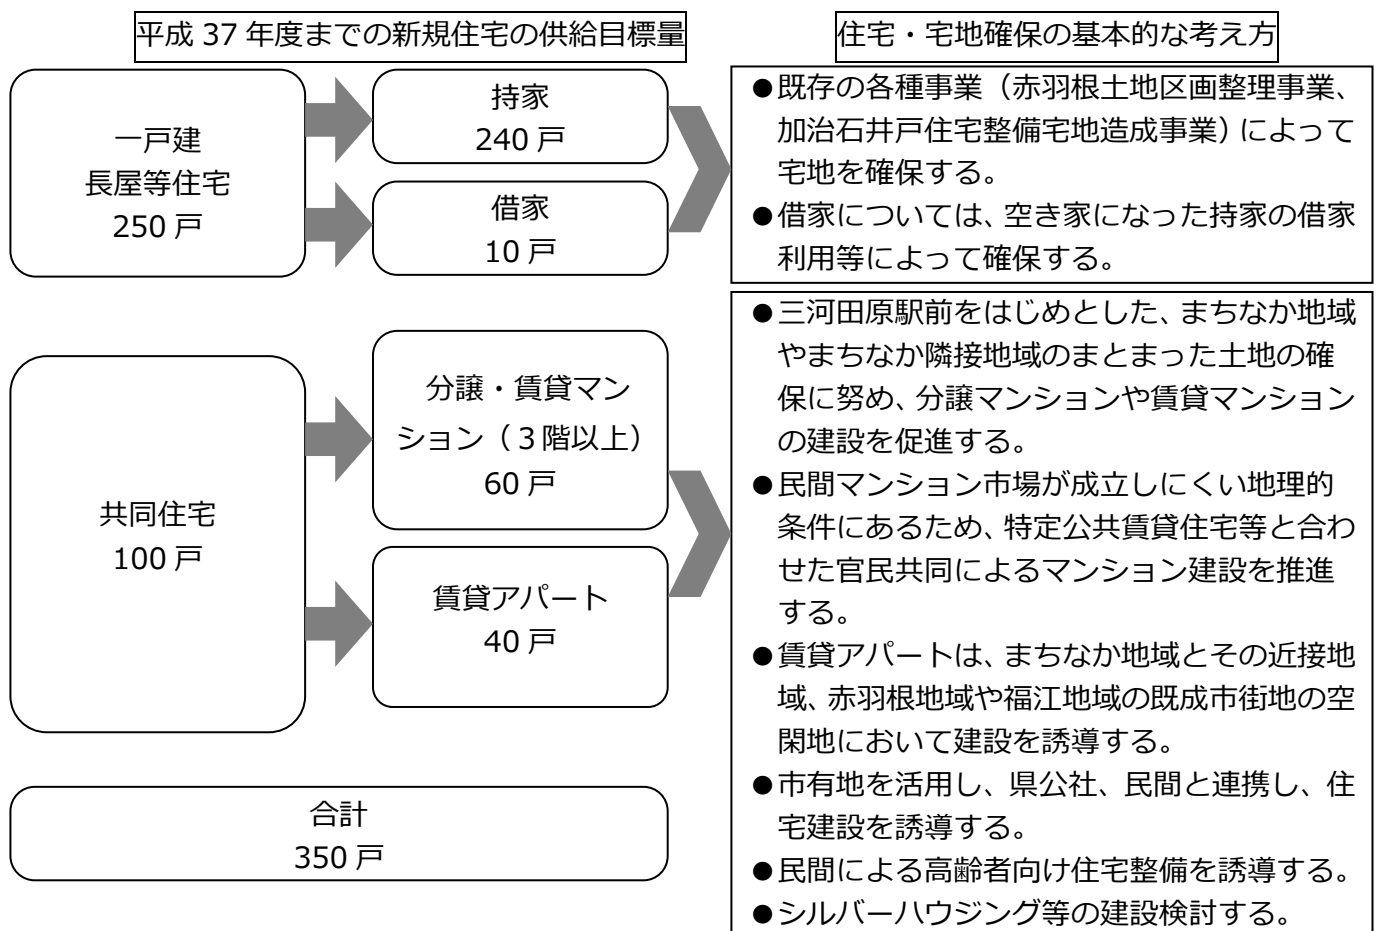 平成 37 年度までの新規住宅の供給目標量
住宅・宅地確保の基本的な考え方
一戸建
長屋等住宅
250 戸
持家
240 戸
借家
10 戸
●既存の各種事業（赤羽根土地区画整理事業、
加治石井戸住宅整備宅地造成事業）によって
宅地を確保する。
●借家については、空き家になった持家の借家
利用等によって確保する。
共同住宅
100 戸
分譲・賃貸マン
ション（３階以上）
60 戸
賃貸アパート
40 戸
●三河田原駅前をはじめとした、まちなか地域
やまちなか隣接地域のまとまった土地の確
保に努め、分譲マンションや賃貸マンション
の建設を促進する。
●民間マンション市場が成立しにくい地理的
条件にあるため、特定公共賃貸住宅等と合わ
せた官民共同によるマンション建設を推進
する。
●賃貸アパートは、まちなか地域とその近接地
域、赤羽根地域や福江地域の既成市街地の空
閑地において建設を誘導する。
●市有地を活用し、県公社、民間と連携し、住
宅建設を誘導する。
●民間による高齢者向け住宅整備を誘導する。
●シルバーハウジング等の建設検討する。
合計
350 戸